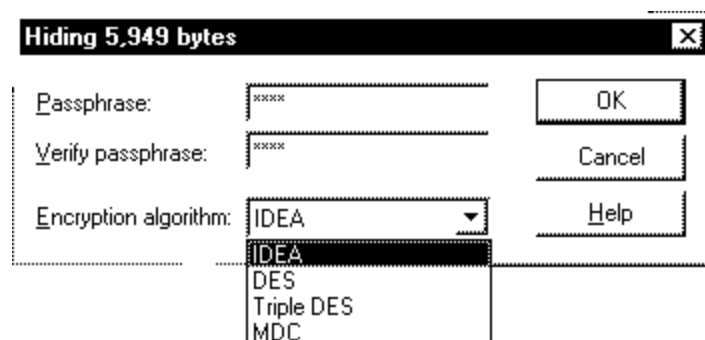 Hiding 5,949 bytes
Passphrase: **** OK
Verify passphrase: **** Cancel
Encryption algorithm: IDEA Help
IDEA
DES
Triple DES
MDC